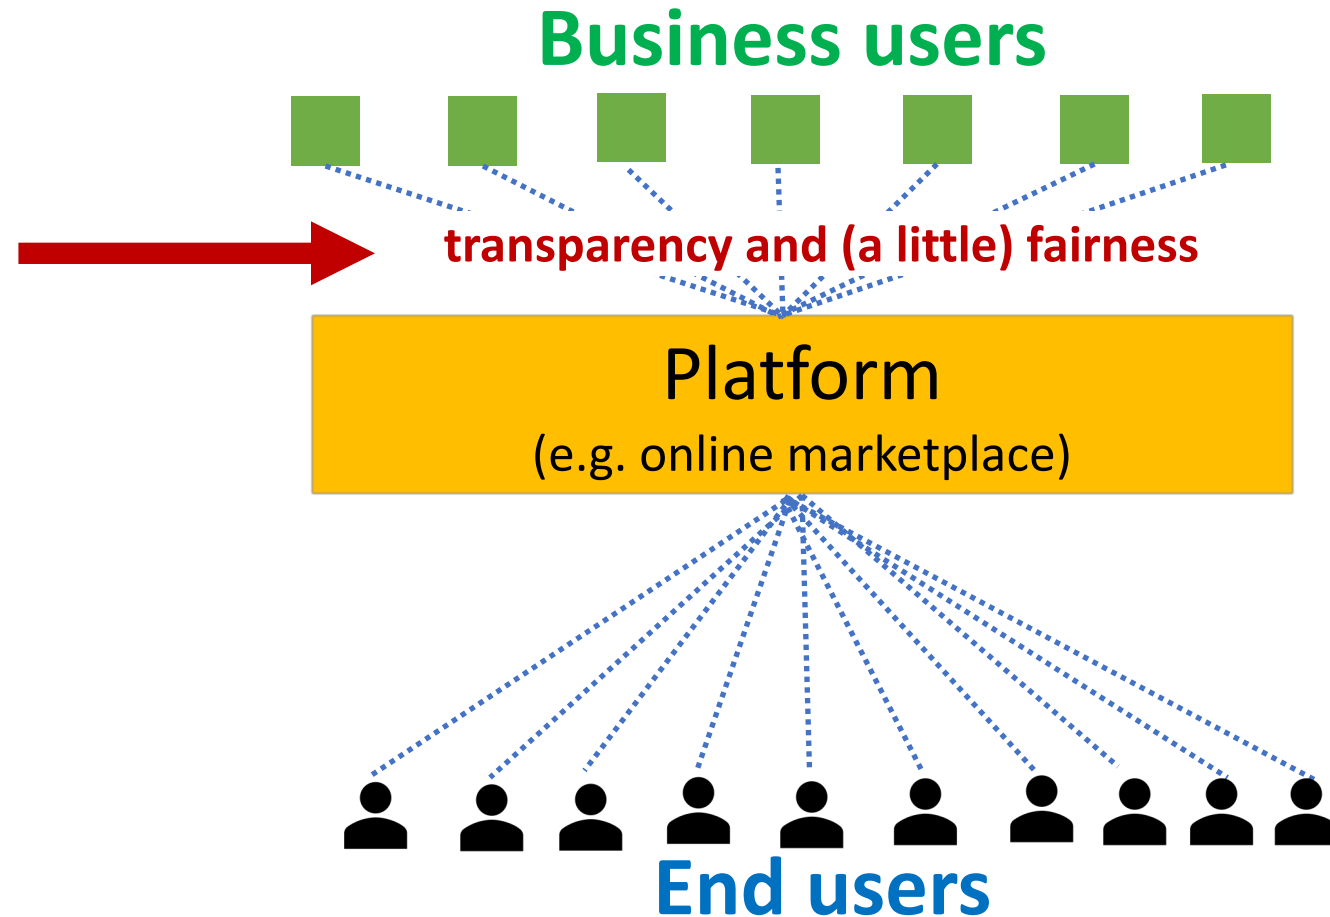 Business users
transparency and (a little) fairness
Platform
(e.g. online marketplace)
End users